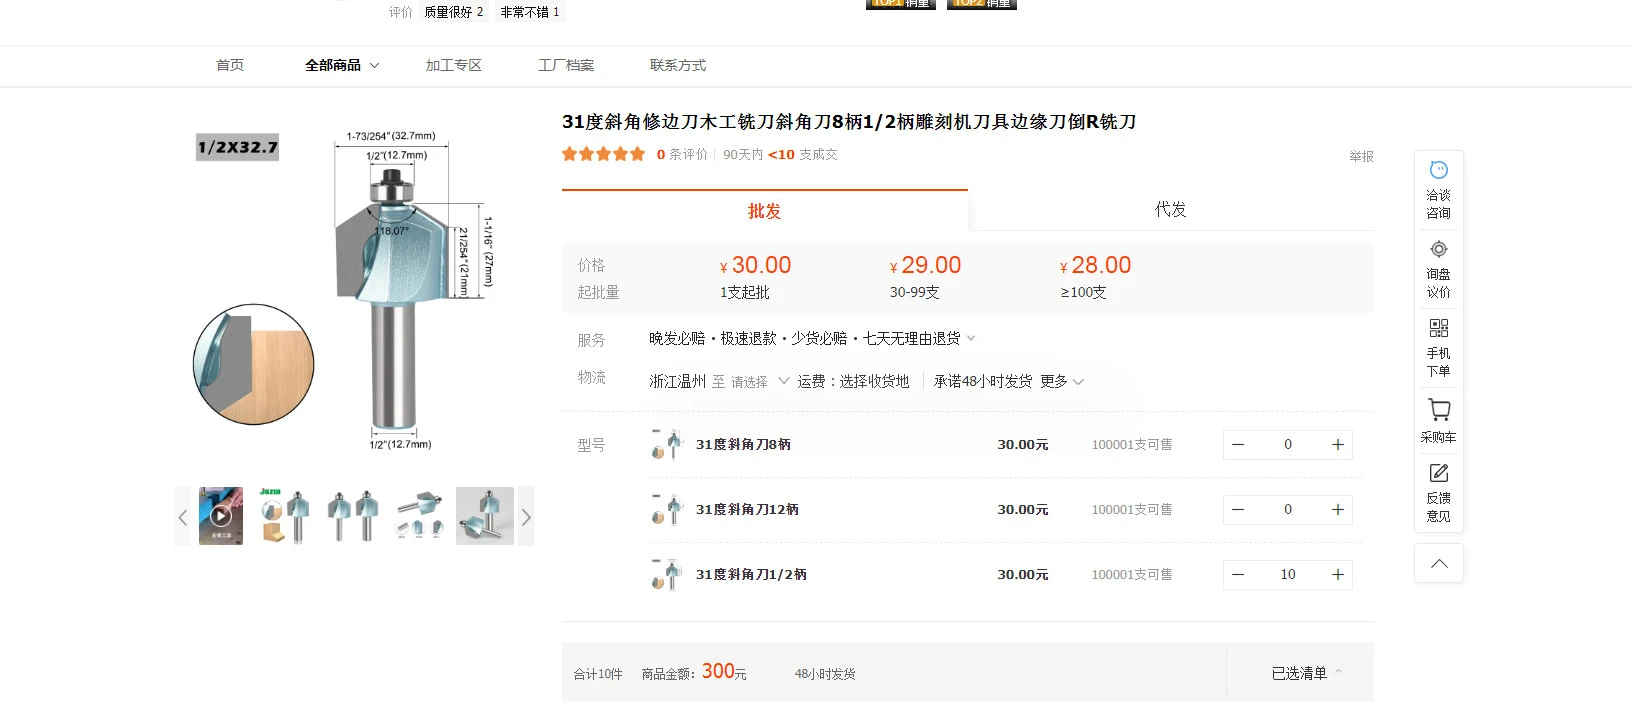 评价 质量很好 2 非常不错 1
TOP1 销量 TOP2 销量
首页 全部商品 加工专区 工厂档案 联系方式
1/2X32.7
1-73/254″(32.7mm)
1/2″(12.7mm)
118.07°
21/254″(21mm)
1-1/16″(27mm)
1/2″(12.7mm)
JGZUI
31度斜角修边刀木工铣刀斜角刀8柄1/2柄雕刻机刀具边缘刀倒R铣刀
0 条评价 90天内 <10 支成交
举报
批发 代发
价格 ¥30.00 ¥29.00 ¥28.00
起批量 1支起批 30-99支 ≥100支
服务 晚发必赔·极速退款·少货必赔·七天无理由退货
物流 浙江温州 至 请选择 运费：选择收货地 承诺48小时发货 更多
型号 31度斜角刀8柄 30.00元 100001支可售 — 0 +
31度斜角刀12柄 30.00元 100001支可售 — 0 +
31度斜角刀1/2柄 30.00元 100001支可售 — 10 +
合计10件 商品金额：300元 48小时发货 已选清单
洽谈
咨询
询盘
议价
手机
下单
采购车
反馈
意见